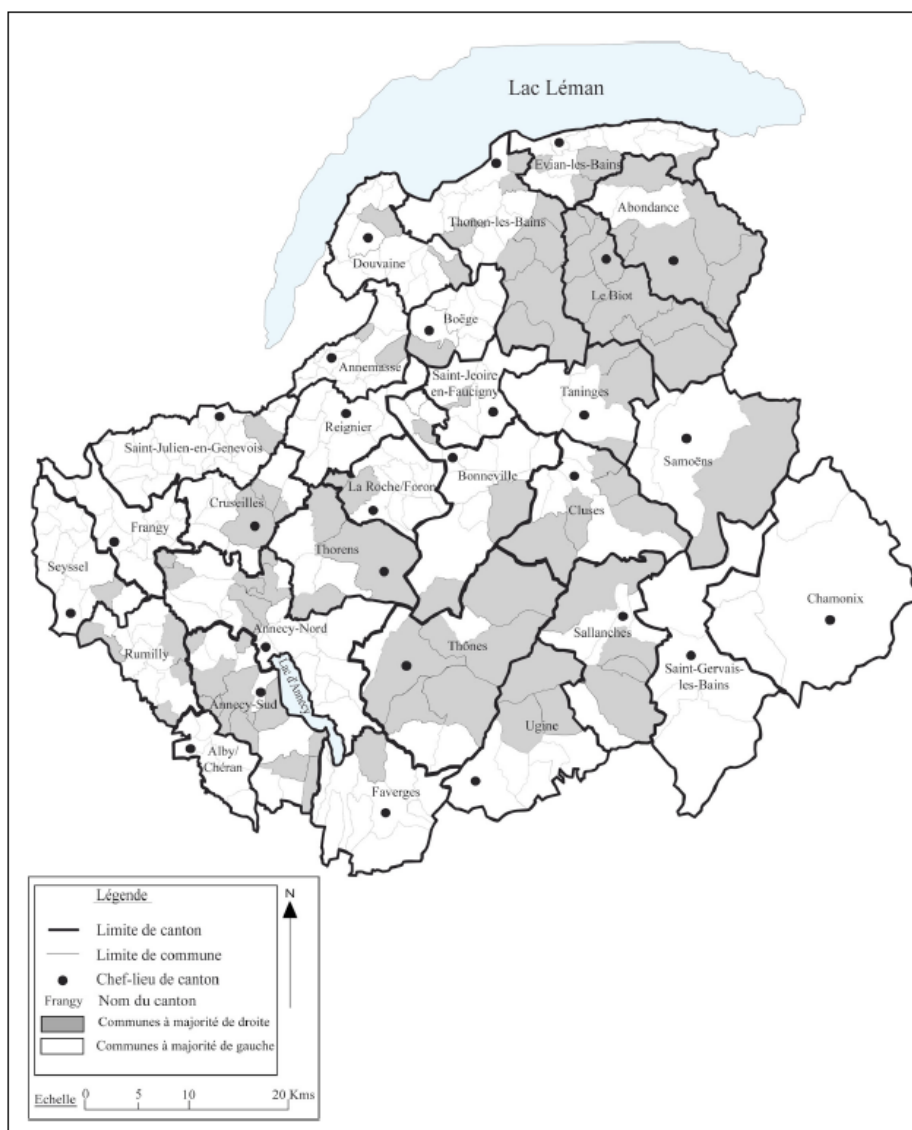 Lac Léman
Evian-les-Bains
Abondance
Thonon-les-Bains
Douvaine
Le Biot
Boëge
Annemasse
Saint-Jeoire
en-Faucigny
Taninges
Reignier
Saint-Julien-en-Genevois
Samoëns
Bonneville
La Roche/Foron
Cruseilles
Cluses
Frangy
Thorens
Seyssel
Chamonix
Annecy-Nord
Sallanches
Thônes
Rumilly
Saint-Gervais-
les-Bains
Lac d'Annecy
Annecy-Sud
Ugine
Alby/
Chéran
Faverges
Légende
N
Limite de canton
Limite de commune
Chef-lieu de canton
Frangy Nom du canton
Communes à majorité de droite
Communes à majorité de gauche
Echelle 0 5 10 20 Kms